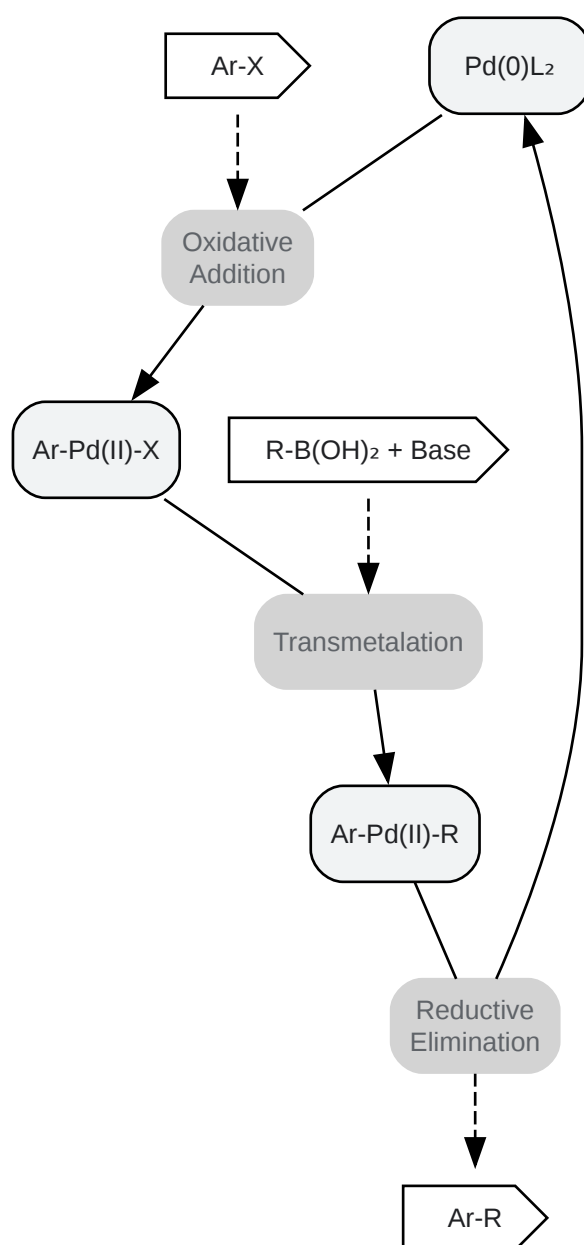 Ar-X
Pd(0)L₂
Oxidative
Addition
Ar-Pd(II)-X
R-B(OH)₂ + Base
Transmetalation
Ar-Pd(II)-R
Reductive
Elimination
Ar-R